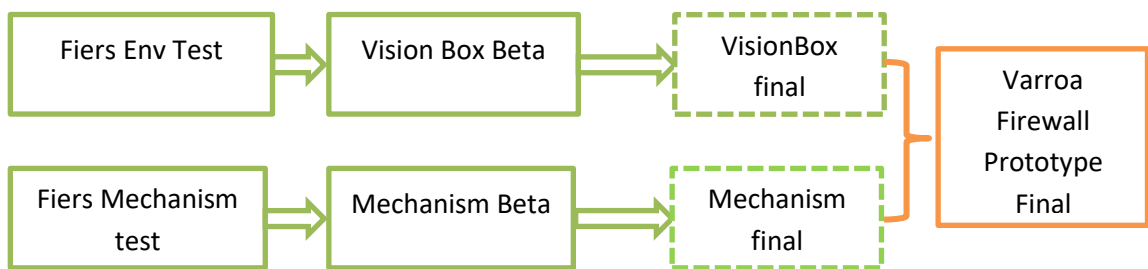 Fiers Env Test
Vision Box Beta
VisionBox
final
Fiers Mechanism
test
Mechanism Beta
Mechanism
final
Varroa
Firewall
Prototype
Final